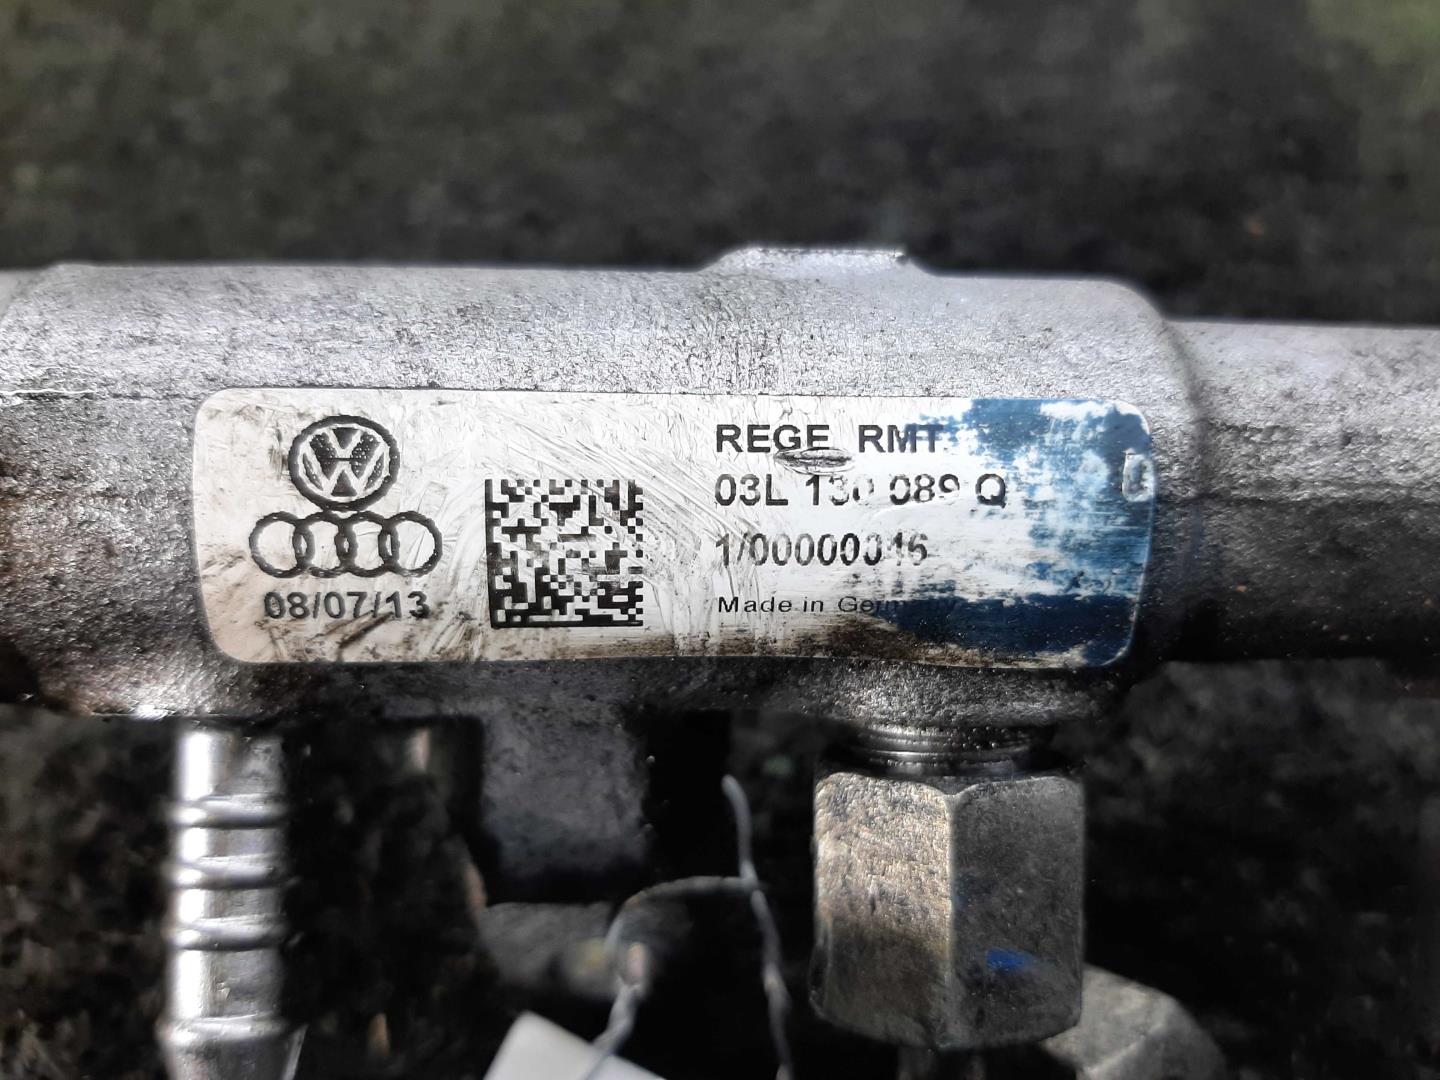 REGE RMT
03L 130 089 Q
1/00000046
Made in Germany
08/07/13